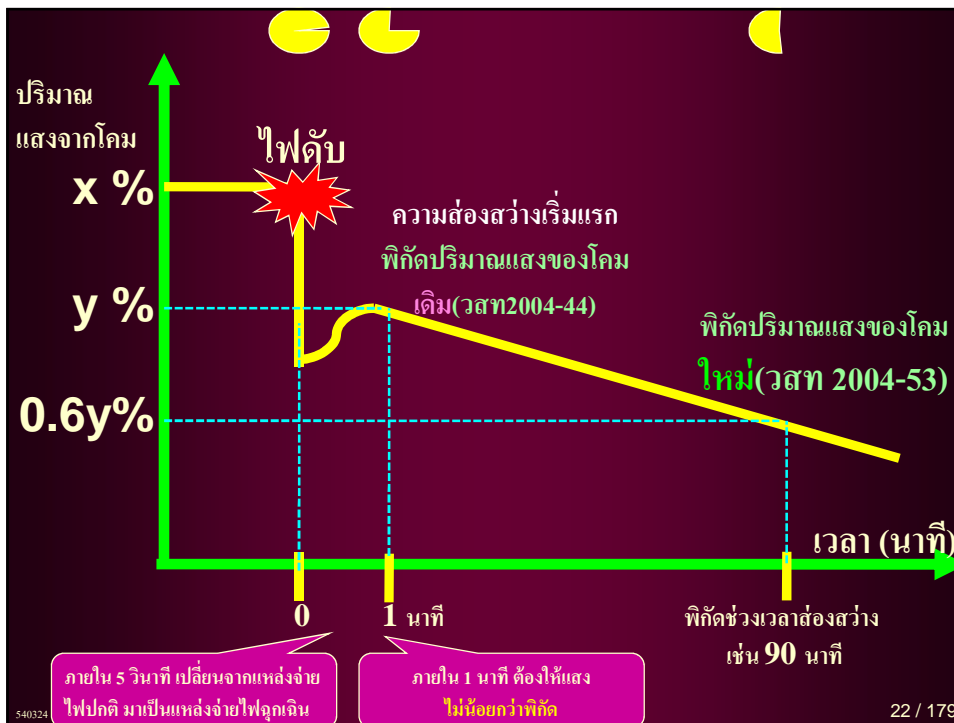 ปริมาณ
แสงจากโคม
ไฟดับ
x %
ความส่องสว่างเริ่มแรก
พิกัดปริมาณแสงของโคม
เดิม(วสท2004-44)
y %
พิกัดปริมาณแสงของโคม
ใหม่(วสท 2004-53)
0.6y%
เวลา (นาที)
0
1 นาที
พิกัดช่วงเวลาส่องสว่าง
เช่น 90 นาที
ภายใน 5 วินาที เปลี่ยนจากแหล่งจ่าย
ไฟปกติ มาเป็นแหล่งจ่ายไฟฉุกเฉิน
ภายใน 1 นาที ต้องให้แสง
ไม่น้อยกว่าพิกัด
540324
22 / 179